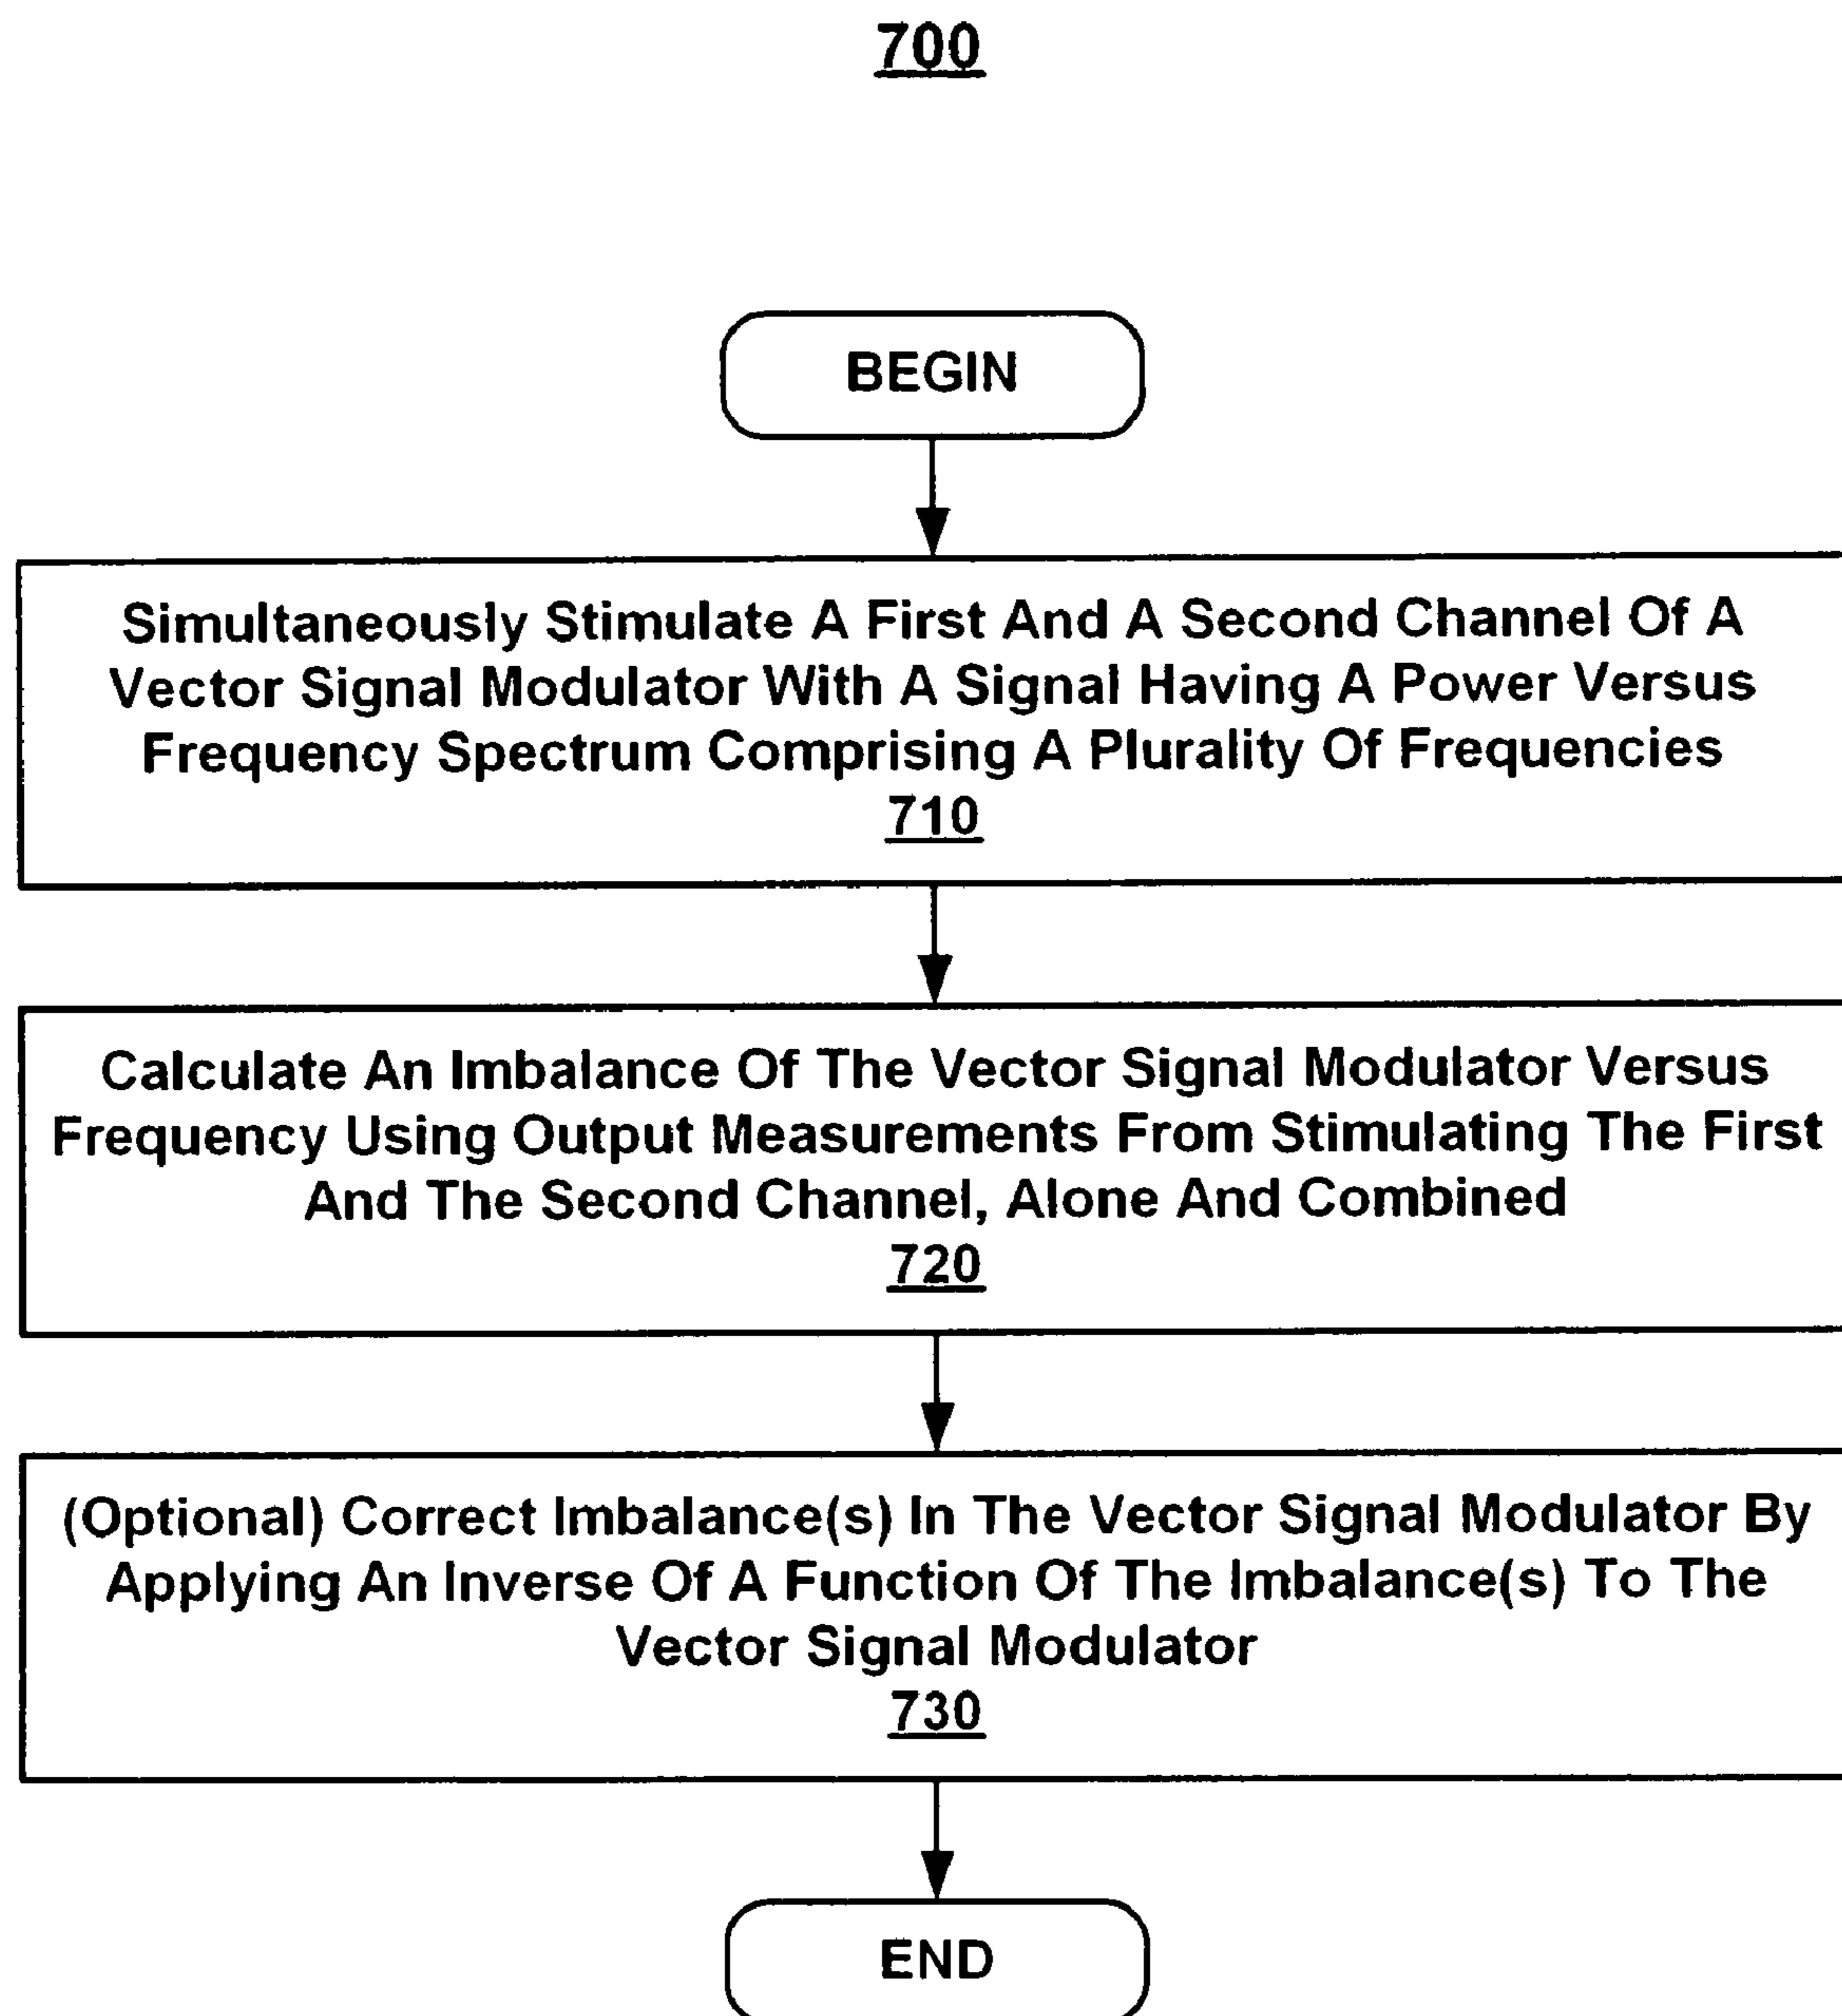 700
BEGIN
Simultaneously Stimulate A First And A Second Channel Of A
Vector Signal Modulator With A Signal Having A Power Versus
Frequency Spectrum Comprising A Plurality Of Frequencies
710
Calculate An Imbalance Of The Vector Signal Modulator Versus
Frequency Using Output Measurements From Stimulating The First
And The Second Channel, Alone And Combined
720
(Optional) Correct Imbalance(s) In The Vector Signal Modulator By
Applying An Inverse Of A Function Of The Imbalance(s) To The
Vector Signal Modulator
730
END